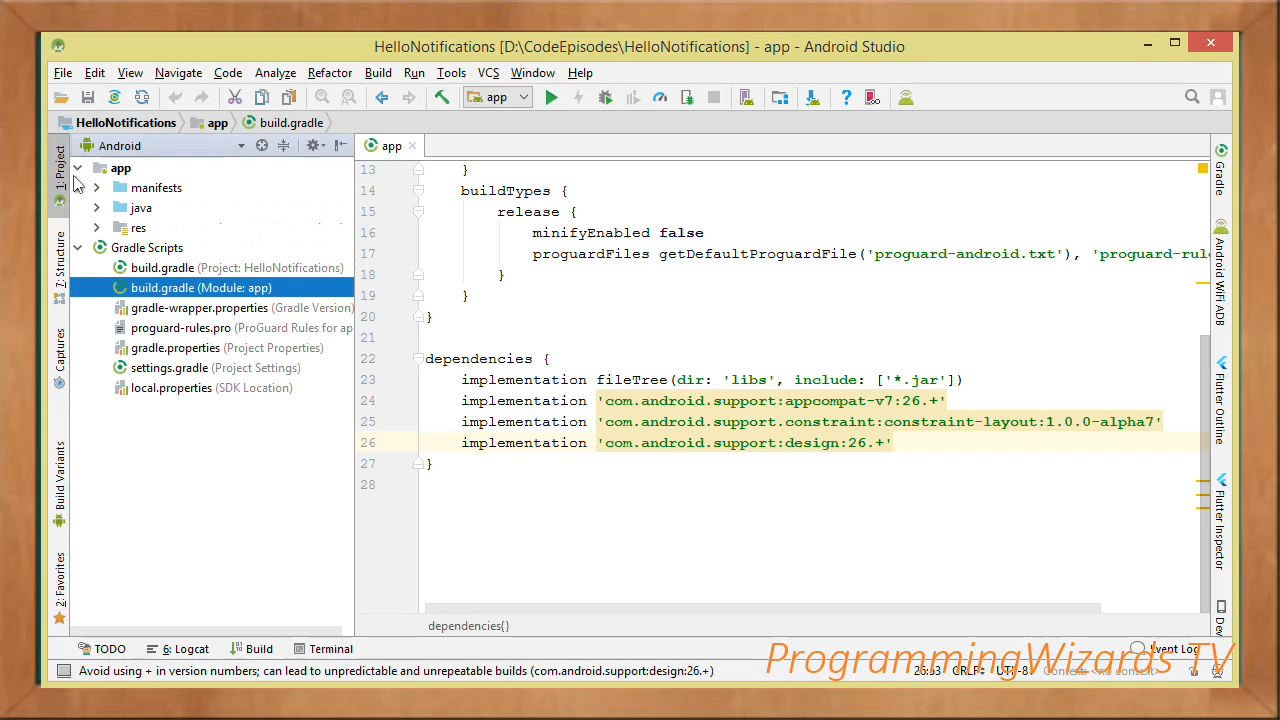 HelloNotifications [D:\CodeEpisodes\HelloNotifications] - app - Android Studio
File Edit View Navigate Code Analyze Refactor Build Run Tools VCS Window Help
app
HelloNotifications app build.gradle
1: Project
7: Structure
Captures
Build Variants
2: Favorites
Android
app
manifests
java
res
Gradle Scripts
build.gradle (Project: HelloNotifications)
build.gradle (Module: app)
gradle-wrapper.properties (Gradle Version)
proguard-rules.pro (ProGuard Rules for ap
gradle.properties (Project Properties)
settings.gradle (Project Settings)
local.properties (SDK Location)
app
13 }
14 buildTypes {
15 release {
16 minifyEnabled false
17 proguardFiles getDefaultProguardFile('proguard-android.txt'), 'proguard-rul
18 }
19 }
20 }
21
22 dependencies {
23 implementation fileTree(dir: 'libs', include: ['*.jar'])
24 implementation 'com.android.support:appcompat-v7:26.+'
25 implementation 'com.android.support.constraint:constraint-layout:1.0.0-alpha7'
26 implementation 'com.android.support:design:26.+'
27 }
28
dependencies{}
Gradle
Android WiFi ADB
Flutter Outline
Flutter Inspector
Dev
TODO 6: Logcat Build Terminal Event Log
ProgrammingWizards TV
Avoid using + in version numbers; can lead to unpredictable and unrepeatable builds (com.android.support:design:26.+) CRLF UTF-8 Context: <no context>